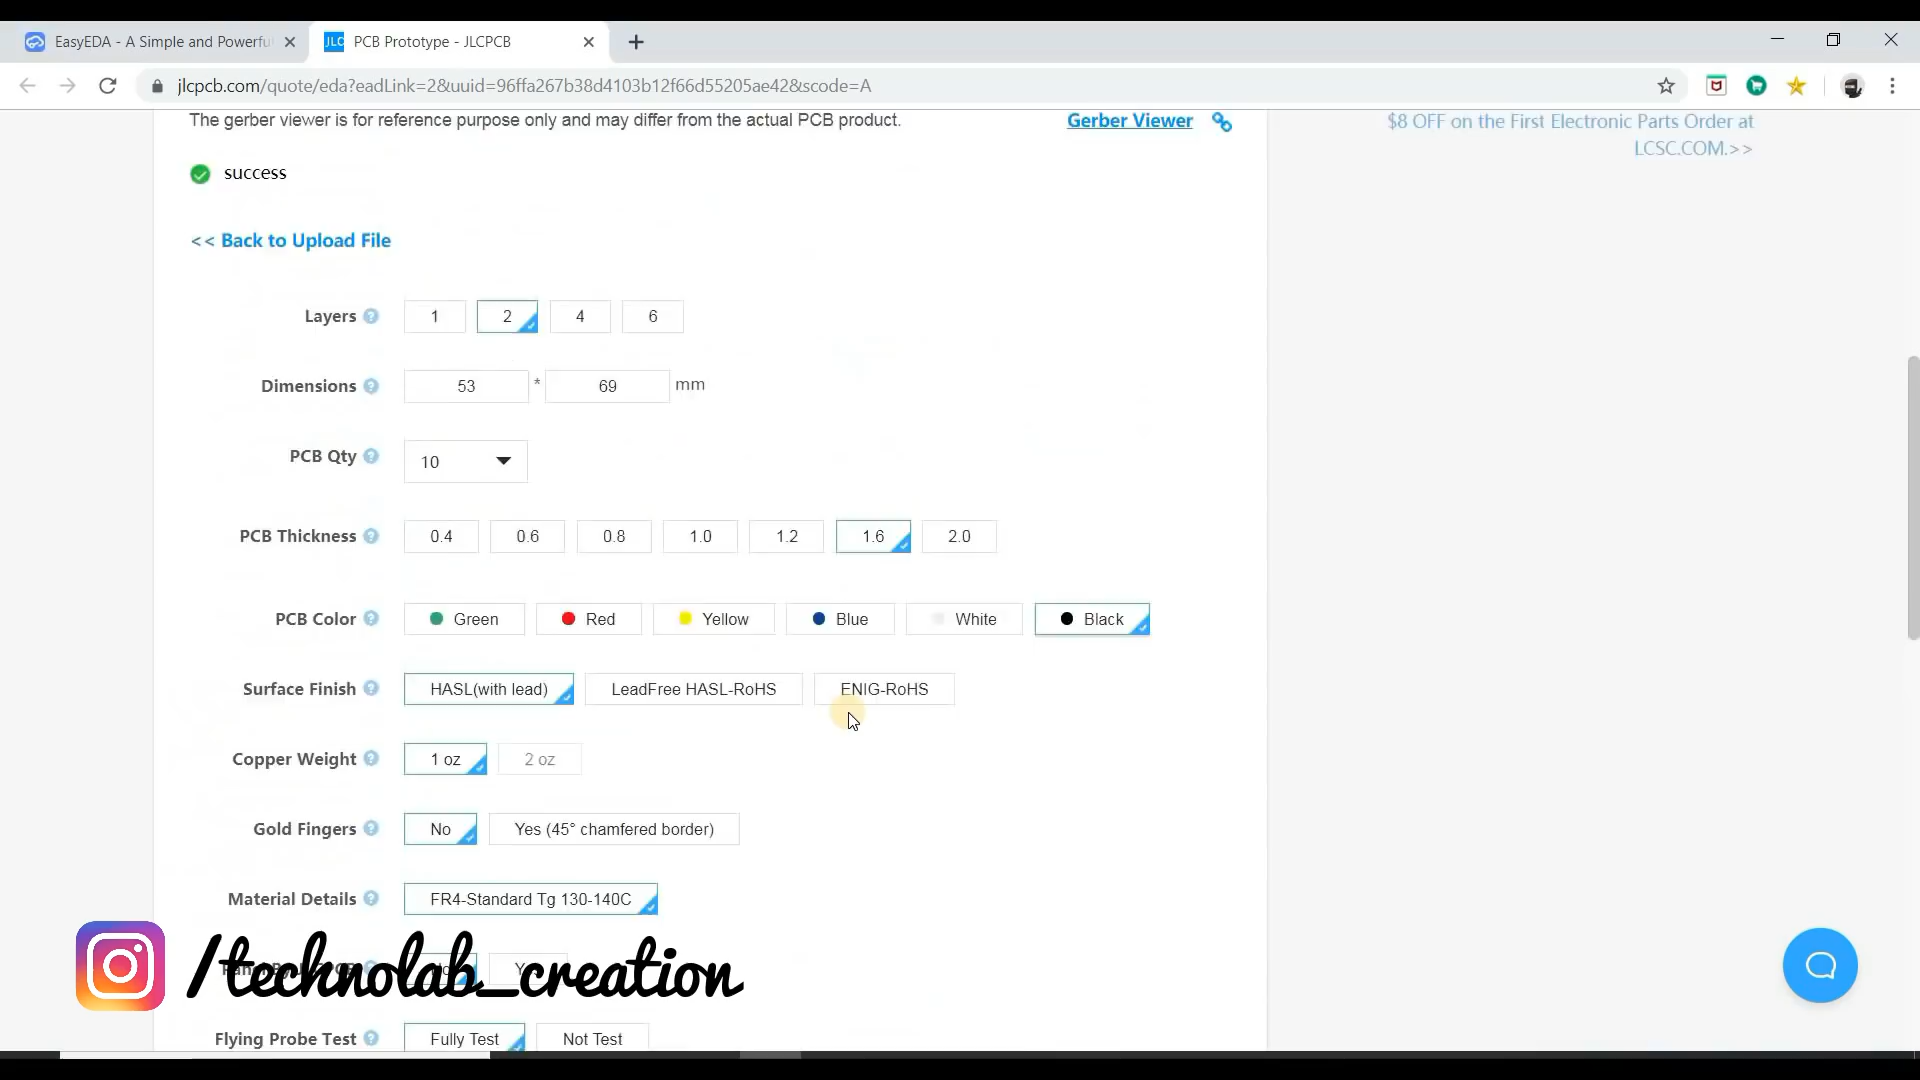 EasyEDA - A Simple and Powerfu
JLC PCB Prototype - JLCPCB
jlcpcb.com/quote/eda?eadLink=2&uuid=96ffa267b38d4103b12f66d55205ae42&scode=A
The gerber viewer is for reference purpose only and may differ from the actual PCB product.
Gerber Viewer
$8 OFF on the First Electronic Parts Order at
LCSC.COM.>>
success
<< Back to Upload File
Layers ? 1 2 4 6
Dimensions ? 53 * 69 mm
PCB Qty ? 10
PCB Thickness ? 0.4 0.6 0.8 1.0 1.2 1.6 2.0
PCB Color ? Green Red Yellow Blue White Black
Surface Finish ? HASL(with lead) LeadFree HASL-RoHS ENIG-RoHS
Copper Weight ? 1 oz 2 oz
Gold Fingers ? No Yes (45° chamfered border)
Material Details ? FR4-Standard Tg 130-140C
/technolab_creation
Flying Probe Test ? Fully Test Not Test